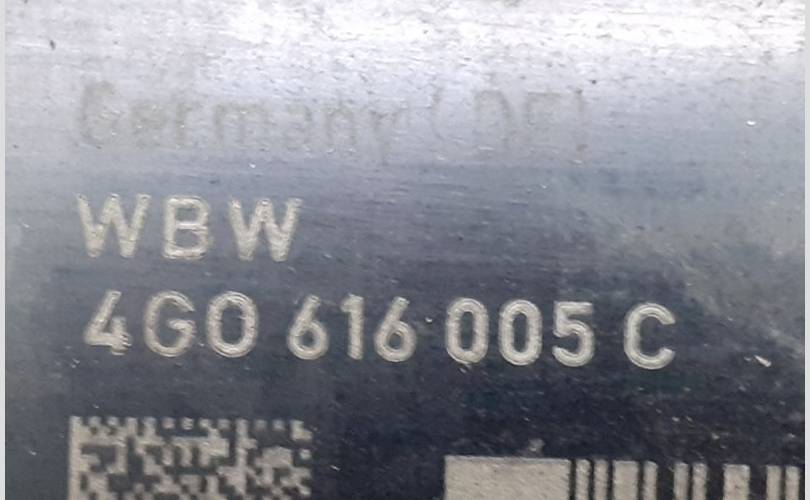 Germany (DE)
WBW
4G0 616 005 C